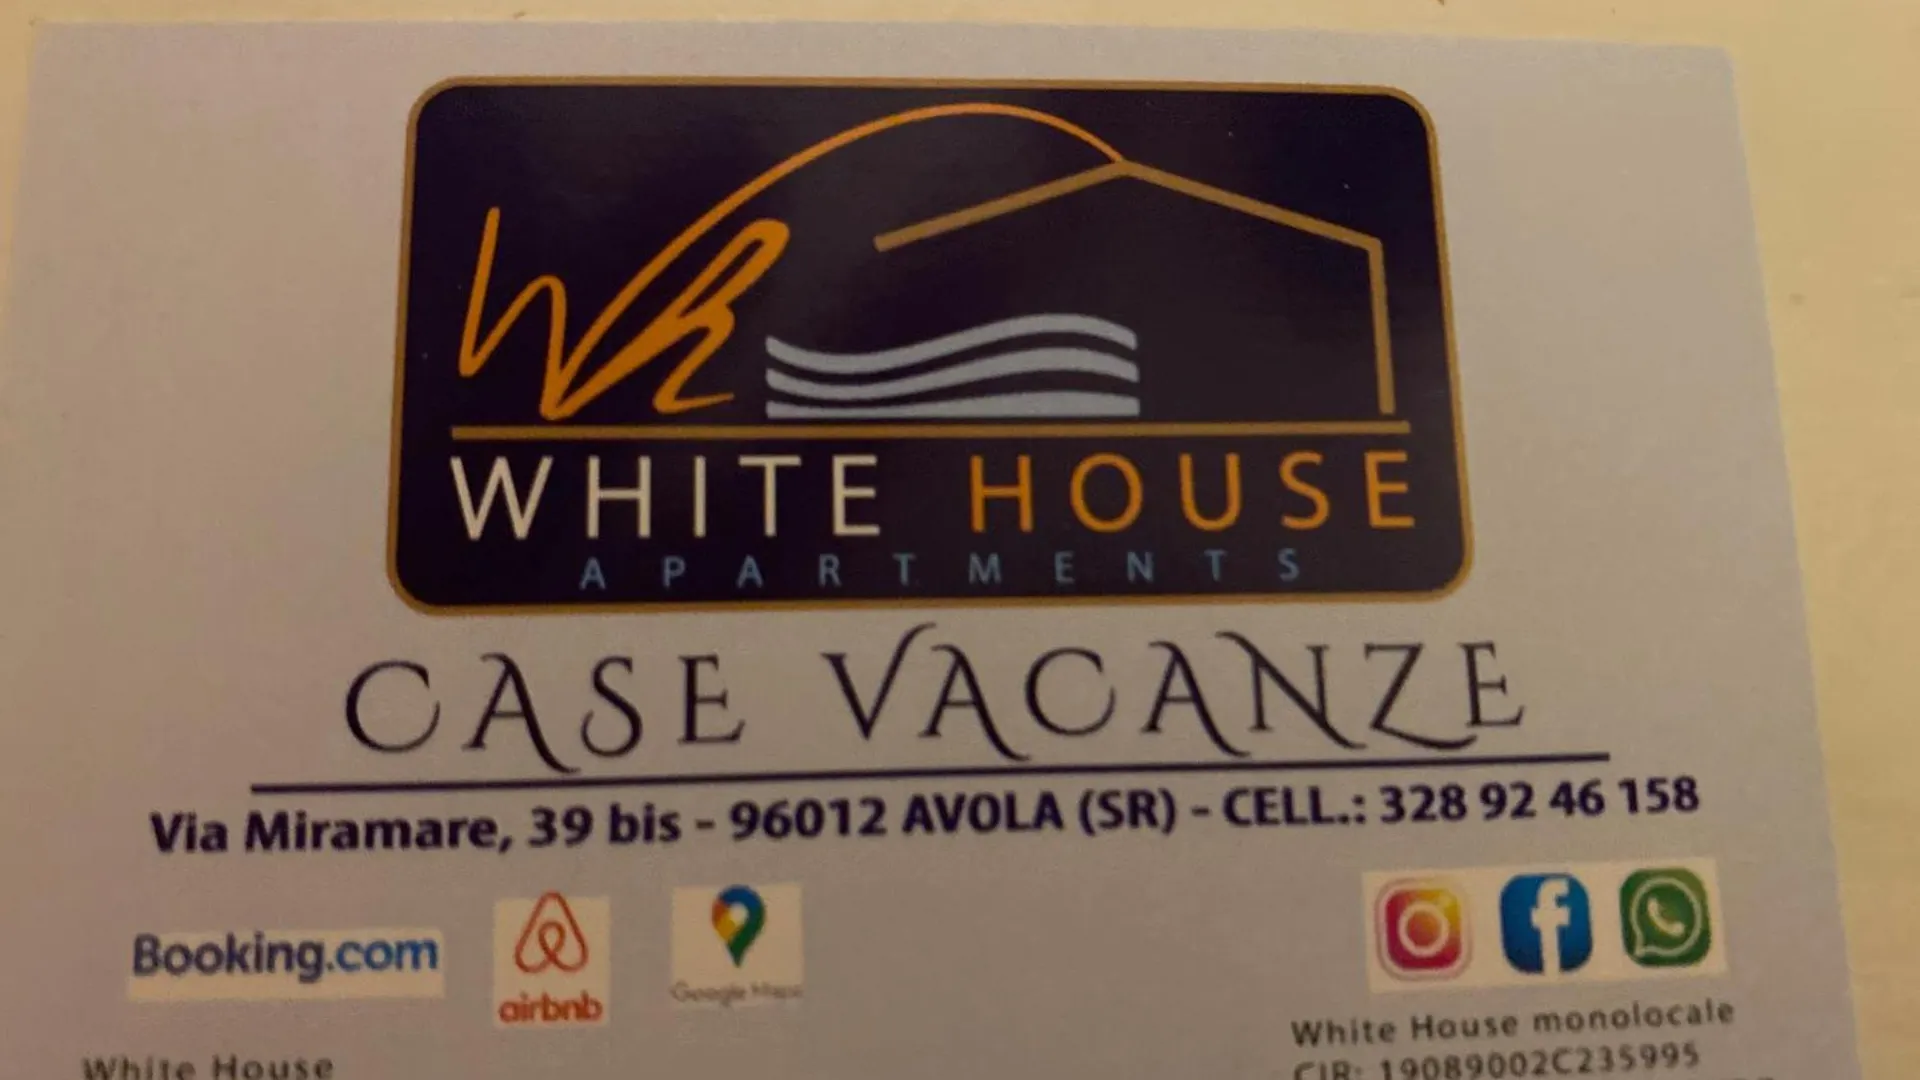 Wh
WHITE HOUSE
APARTMENTS
CASE VACANZE
Via Miramare, 39 bis - 96012 AVOLA (SR) - CELL.: 328 92 46 158
Booking.com
airbnb
Google Maps
White House monolocale
CIR: 19089002C235995
White House